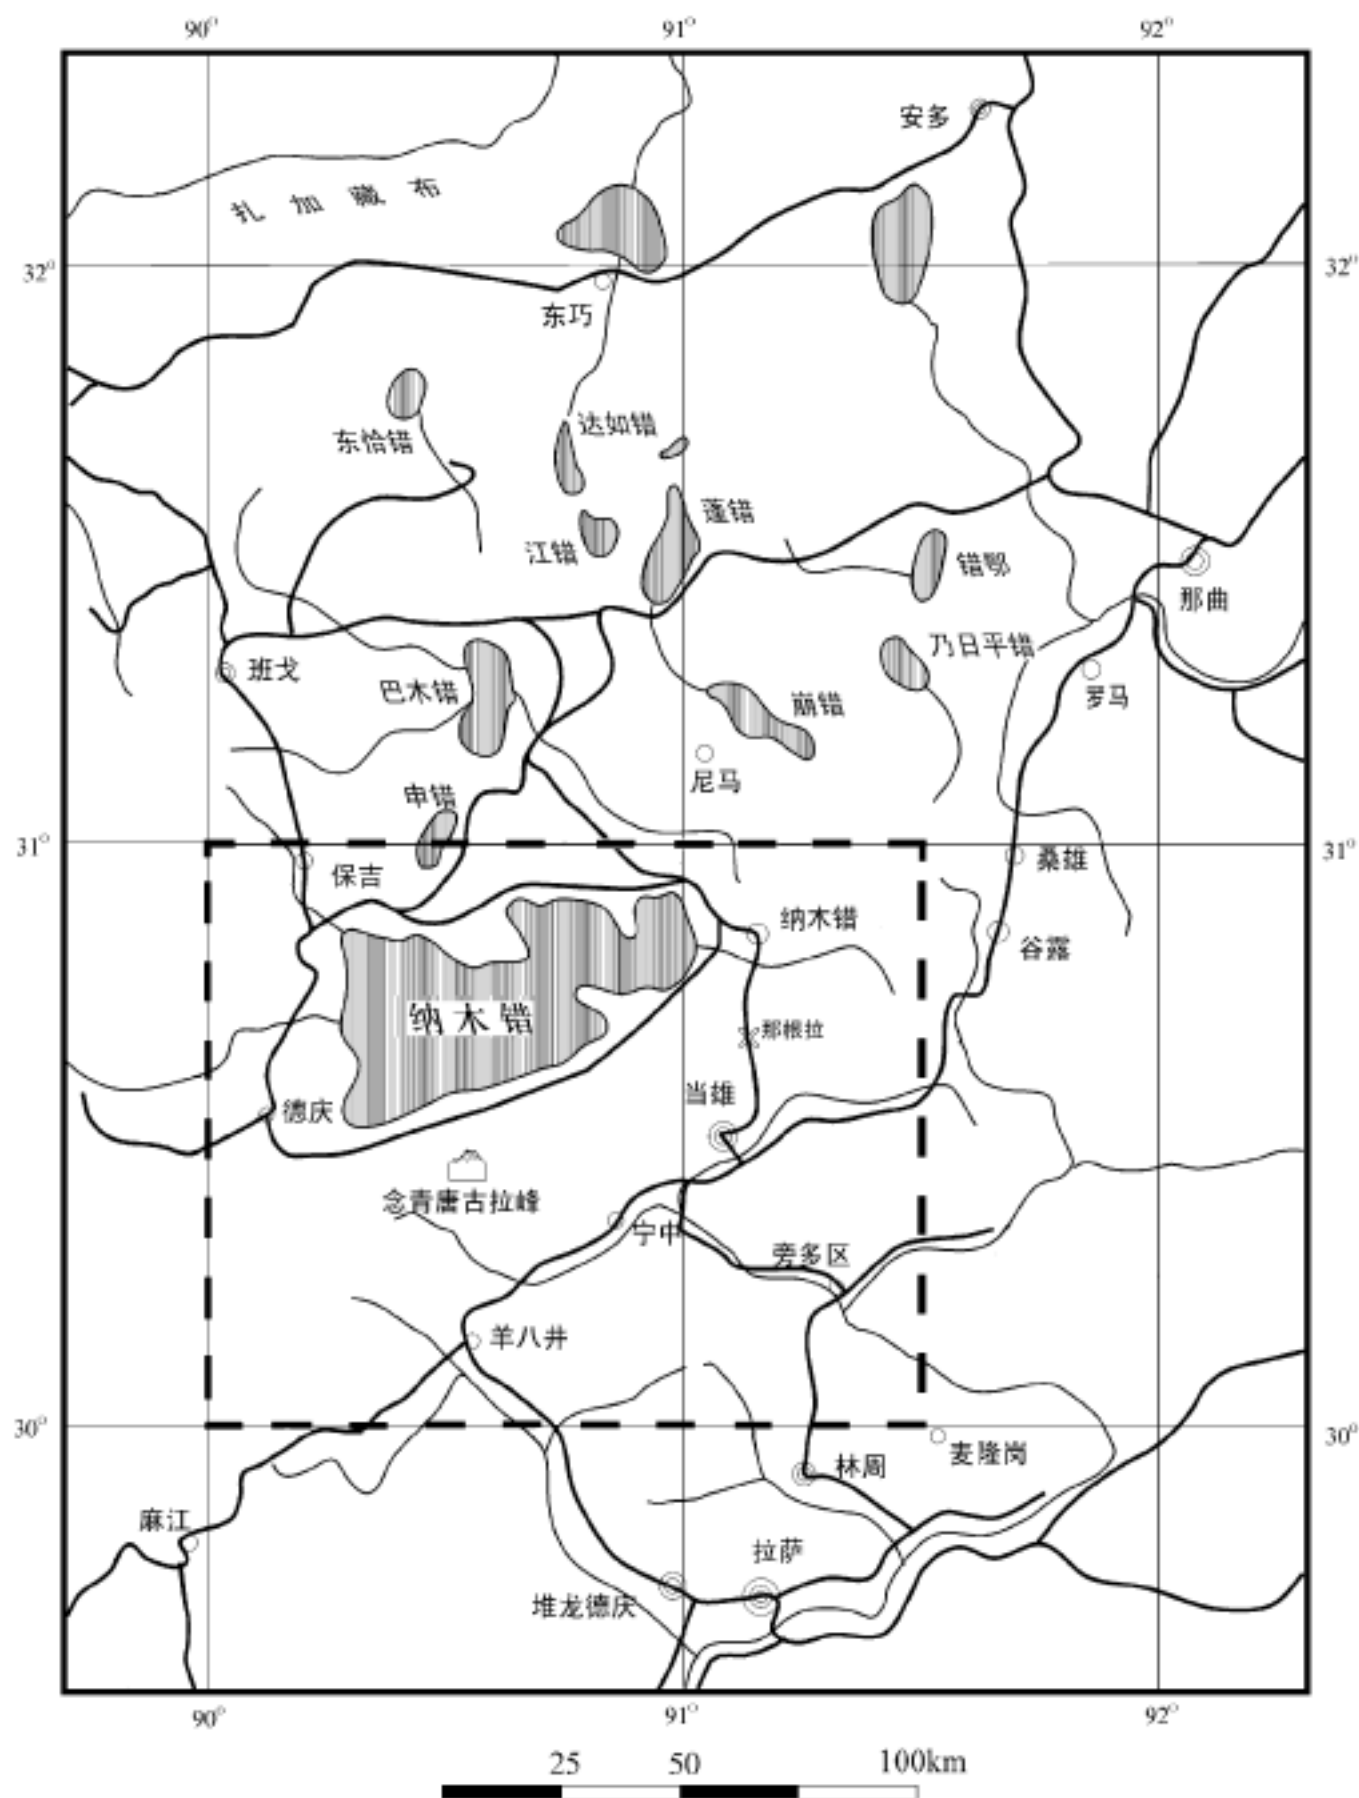 90° 91° 92°
安多
扎加藏布
32° 32°
东巧
达如错
东恰错
蓬错
江错
错鄂
那曲
乃日平错
班戈
巴木错
罗马
崩错
尼马
申错
31° 31°
桑雄
保吉
纳木错
谷露
纳木错
那根拉
当雄
德庆
念青唐古拉峰
宁中
旁多区
羊八井
30° 30°
麦隆岗
林周
麻江
拉萨
堆龙德庆
90° 91° 92°
25 50 100km